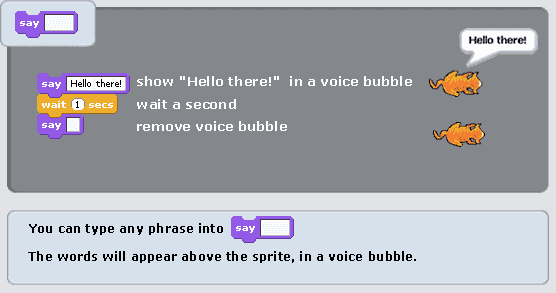 say
Hello there!
say Hello there! show "Hello there!" in a voice bubble
wait 1 secs wait a second
say remove voice bubble
You can type any phrase into say
The words will appear above the sprite, in a voice bubble.